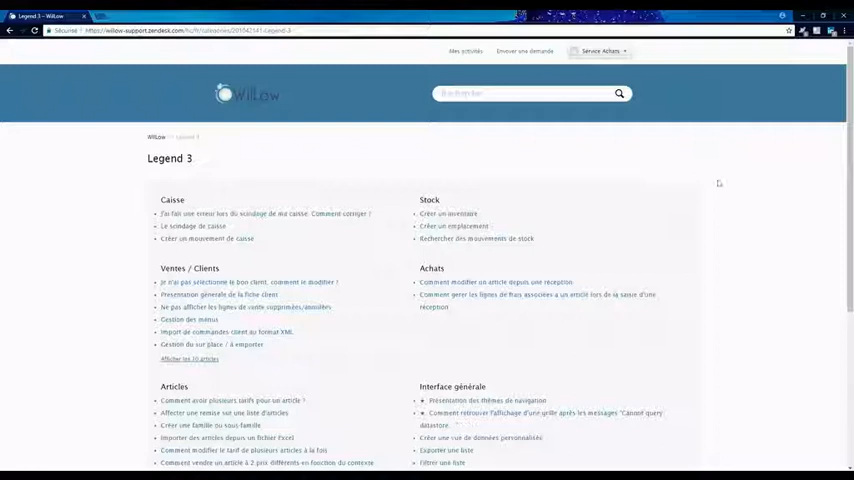 Legend 3 – WilLow
Sécurisé
https://willow-support.zendesk.com/hc/fr/categories/201042141-Legend-3
Mes activités Envoyer une demande Service Achats
WilLow
Rechercher
WilLow Legend 3
Legend 3
Caisse
J'ai fait une erreur lors du scindage de ma caisse. Comment corriger ?
Le scindage de caisse
Créer un mouvement de caisse
Stock
Créer un inventaire
Créer un emplacement
Rechercher des mouvements de stock
Ventes / Clients
Je n'ai pas sélectionné le bon client, comment le modifier ?
Présentation générale de la fiche client
Ne pas afficher les lignes de vente supprimées/annulées
Gestion des menus
Import de commandes client au format XML
Gestion du sur place / à emporter
Afficher les 10 articles
Achats
Comment modifier un article depuis une réception
Comment gérer les lignes de frais associées a un article lors de la saisie d'une
réception
Articles
Comment avoir plusieurs tarifs pour un article ?
Affecter une remise sur une liste d'articles
Créer une famille ou sous famille
Importer des articles depuis un fichier Excel
Comment modifier le tarif de plusieurs articles à la fois
Comment vendre un article à 2 prix différents en fonction du contexte
Interface générale
★ Présentation des thèmes de navigation
★ Comment retrouver l'affichage d'une grille après les messages "Cannot query
datastore...
Créer une vue de données personnalisés
Exporter une liste
Filtrer une liste